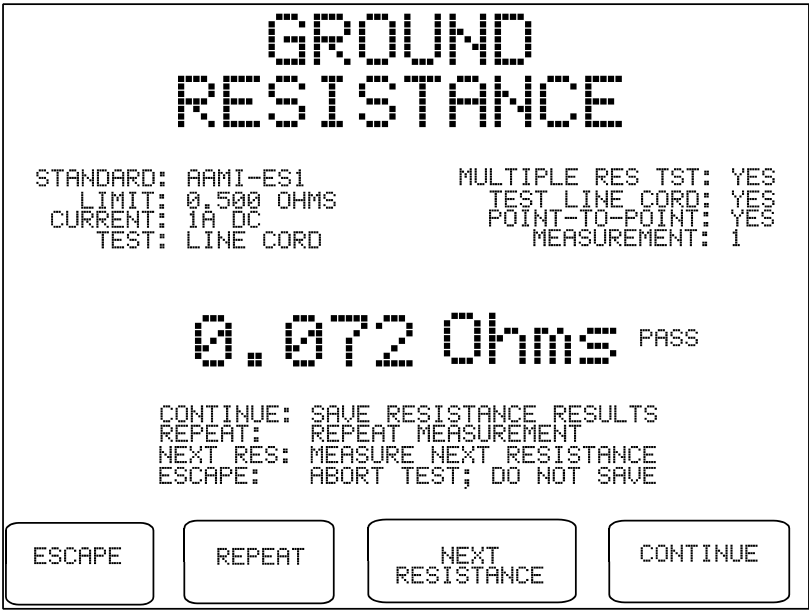 GROUND
RESISTANCE
STANDARD: AAMI-ES1
LIMIT: 0.500 OHMS
CURRENT: 1A DC
TEST: LINE CORD
MULTIPLE RES TST: YES
TEST LINE CORD: YES
POINT-TO-POINT: YES
MEASUREMENT: 1
0.072 Ohms PASS
CONTINUE: SAVE RESISTANCE RESULTS
REPEAT: REPEAT MEASUREMENT
NEXT RES: MEASURE NEXT RESISTANCE
ESCAPE: ABORT TEST; DO NOT SAVE
ESCAPE
REPEAT
NEXT
RESISTANCE
CONTINUE